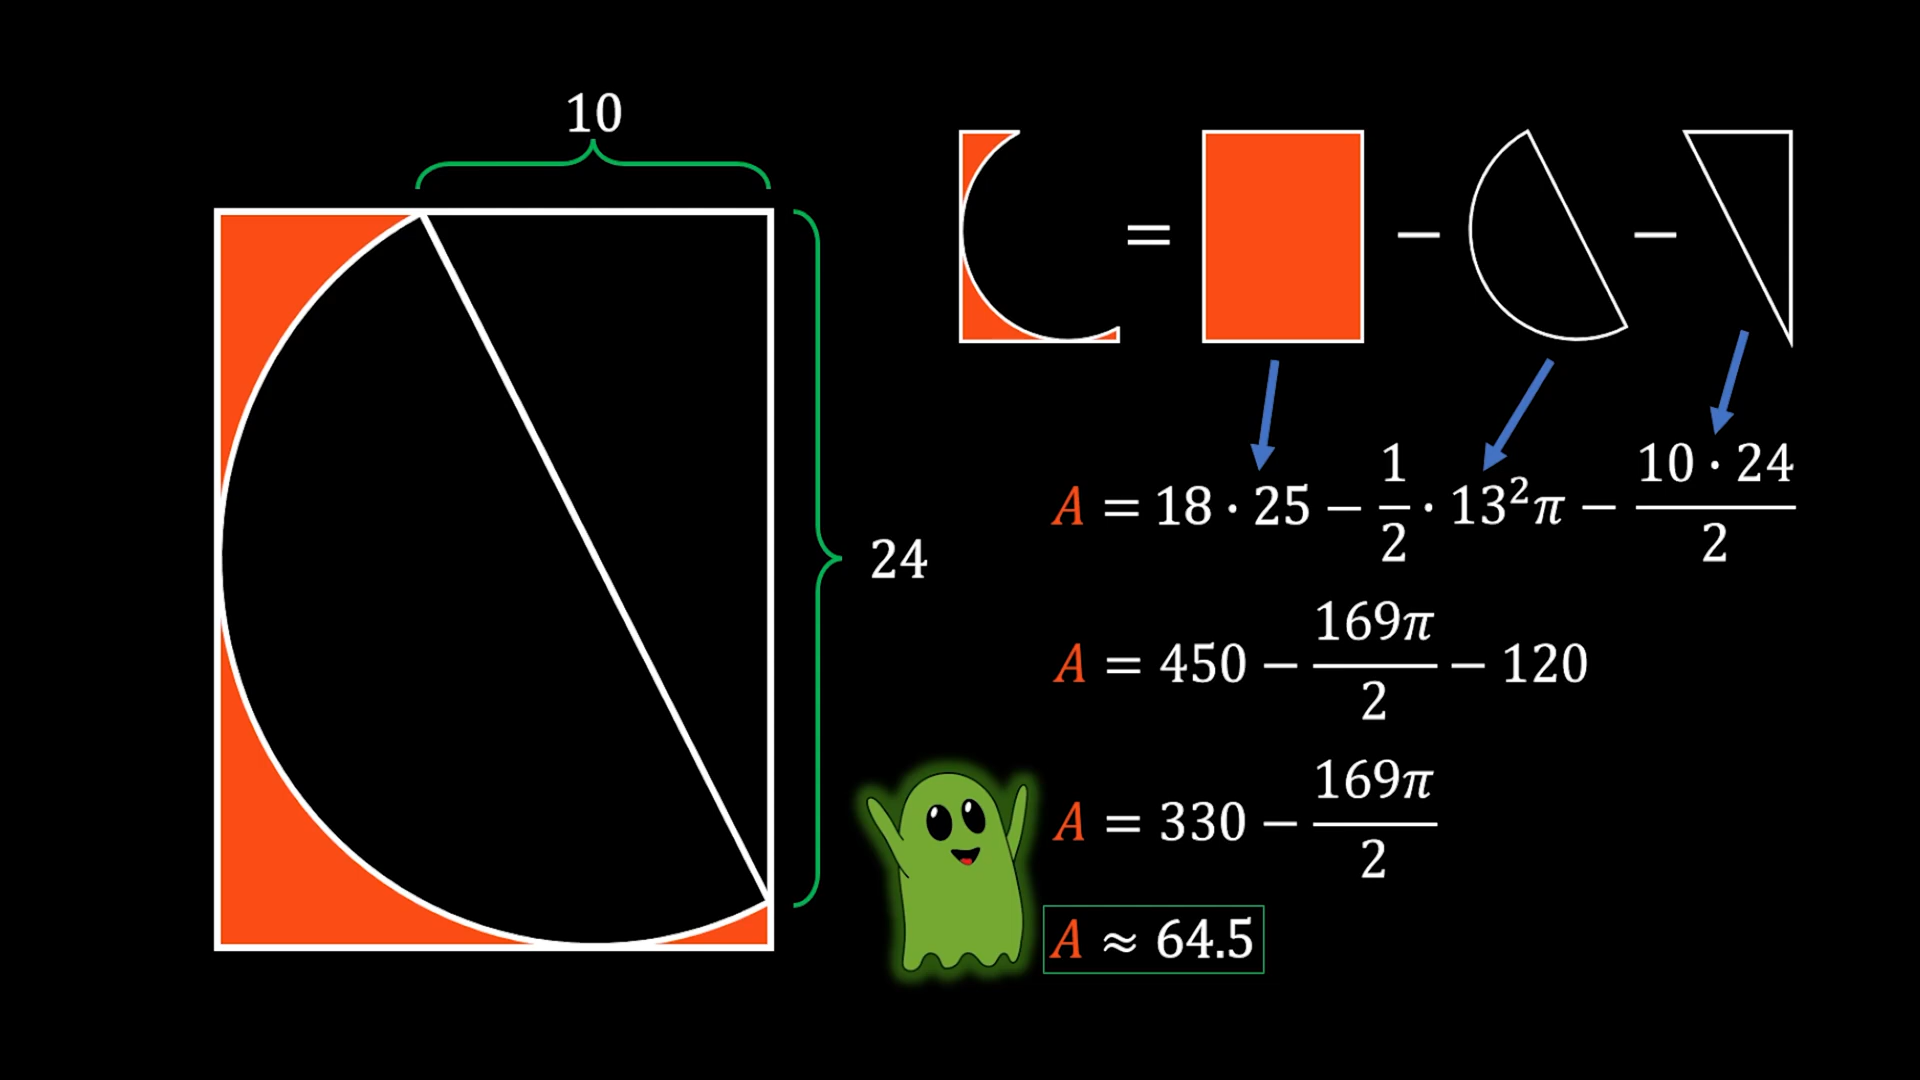 10
24
A = 18 · 25 − 1/2 · 13²π − 10 · 24/2
A = 450 − 169π/2 − 120
A = 330 − 169π/2
A ≈ 64.5